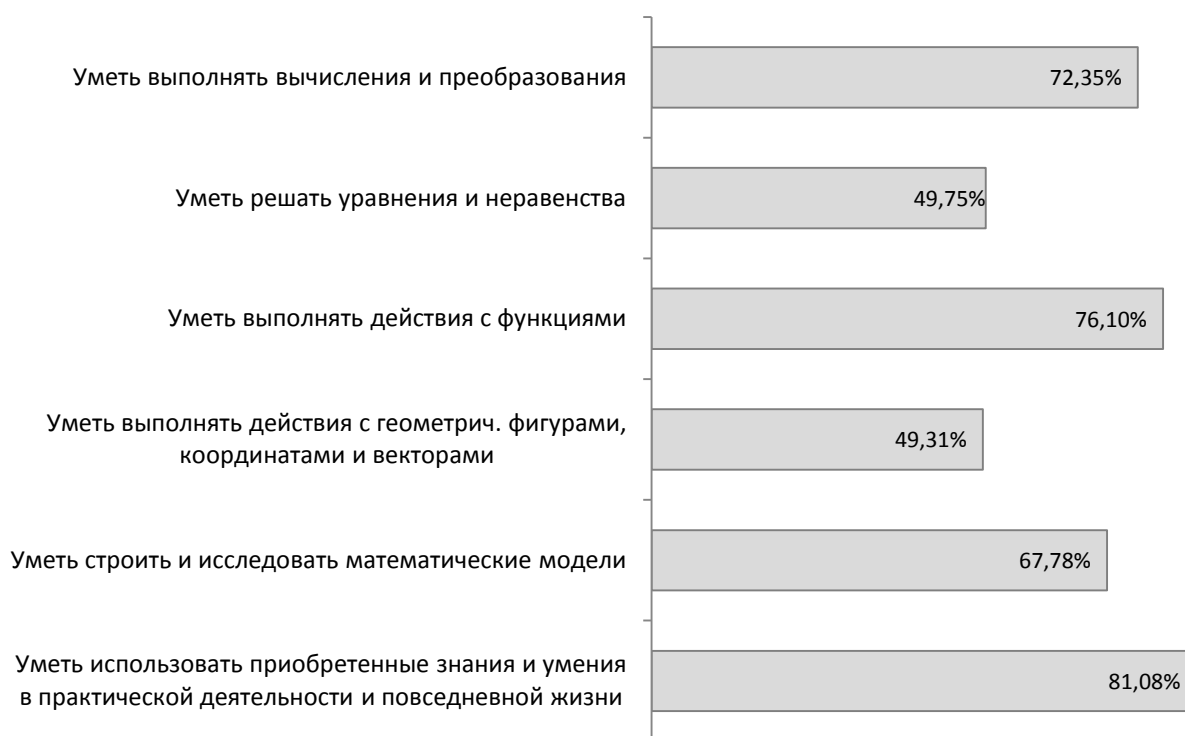 Уметь выполнять вычисления и преобразования
72,35%
Уметь решать уравнения и неравенства
49,75%
Уметь выполнять действия с функциями
76,10%
Уметь выполнять действия с геометрич. фигурами,
координатами и векторами
49,31%
Уметь строить и исследовать математические модели
67,78%
Уметь использовать приобретенные знания и умения
в практической деятельности и повседневной жизни
81,08%